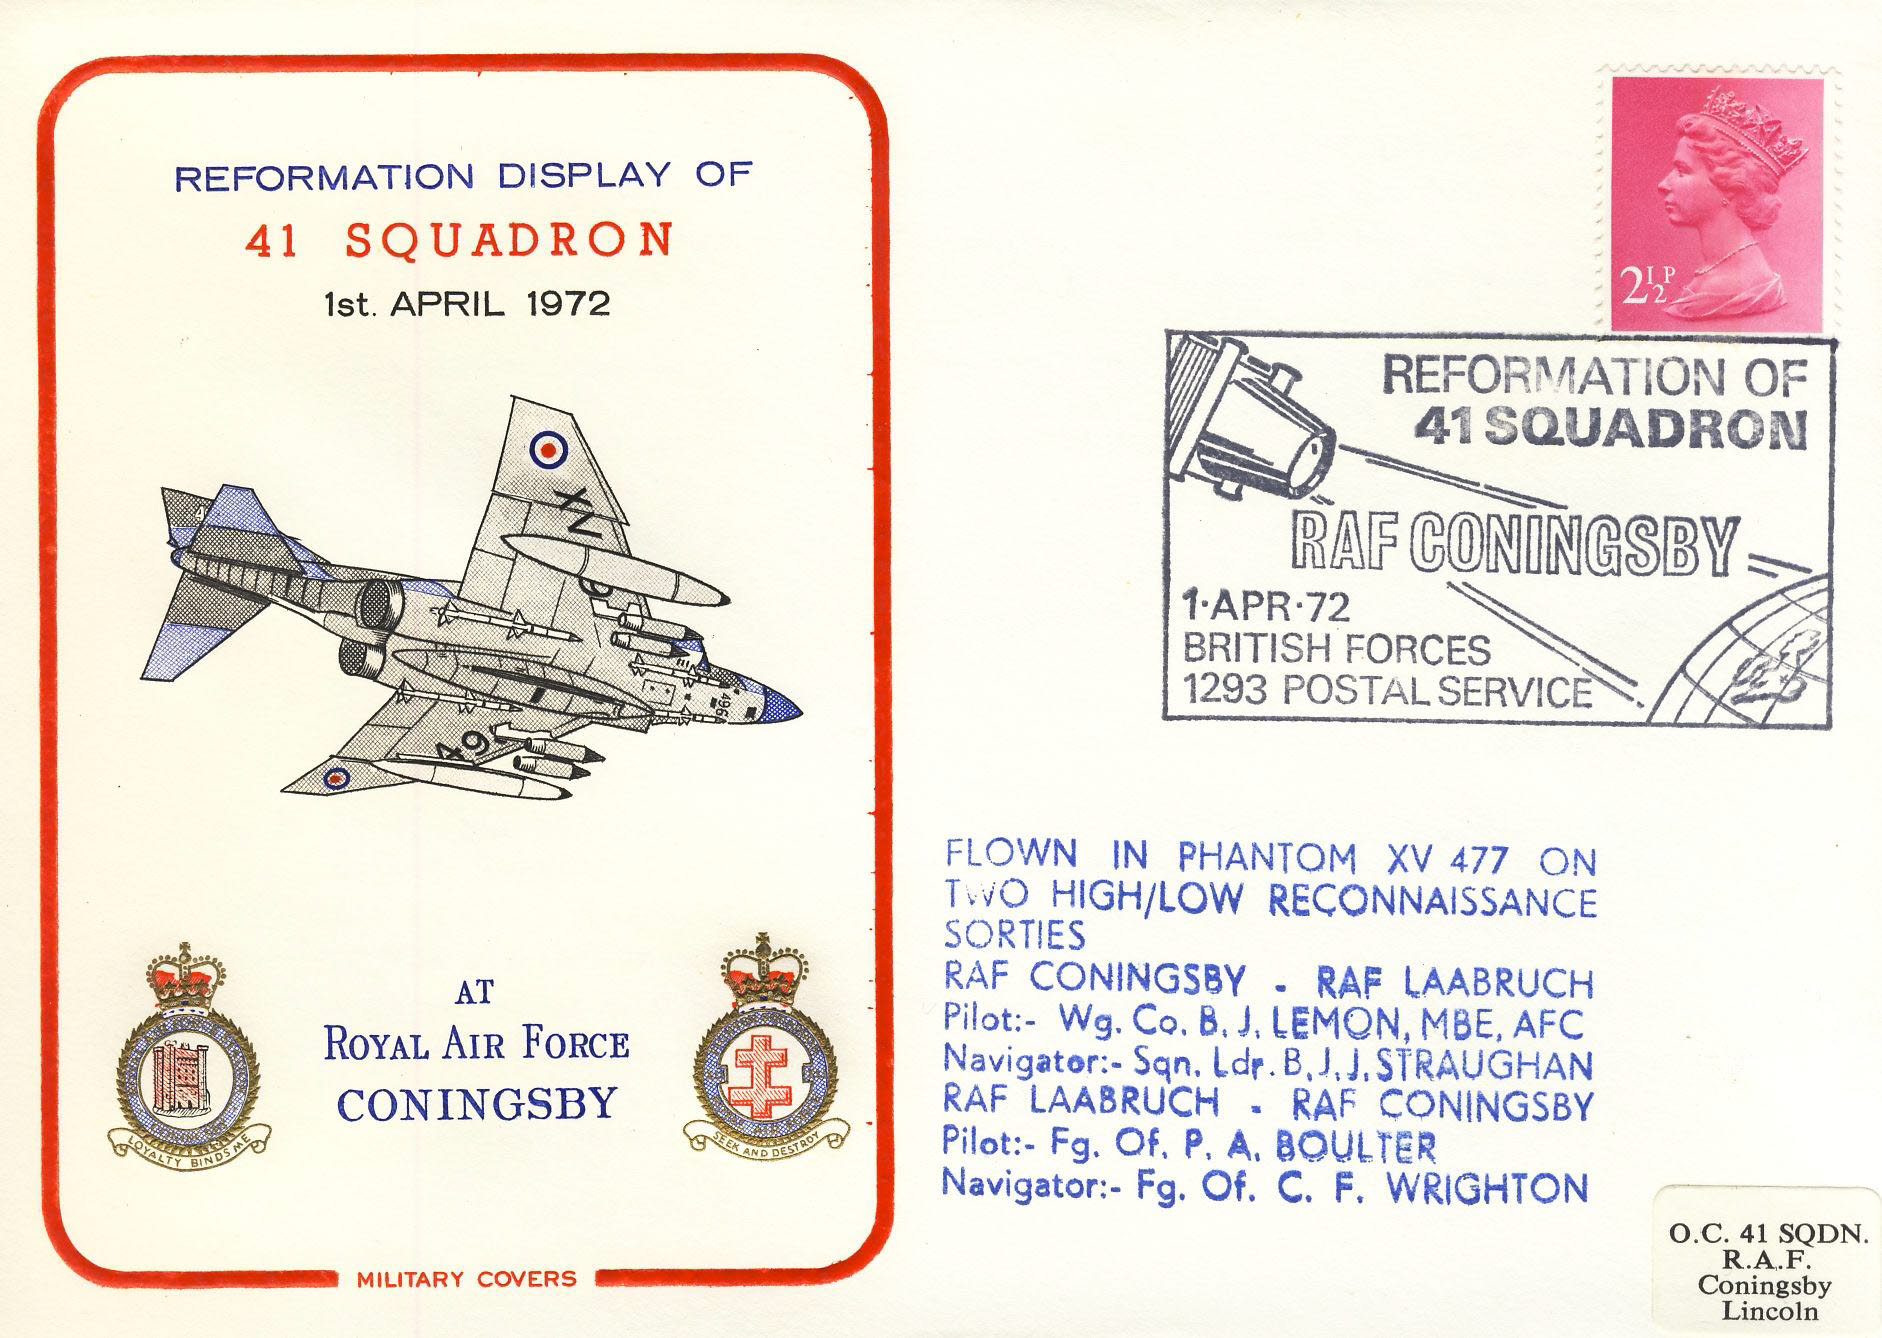 REFORMATION DISPLAY OF
41 SQUADRON
1st. APRIL 1972
XV
49
496
AT
ROYAL AIR FORCE
CONINGSBY
LOYALTY BINDS ME
SEEK AND DESTROY
MILITARY COVERS
2½P
REFORMATION OF
41 SQUADRON
RAF CONINGSBY
1·APR·72
BRITISH FORCES
1293 POSTAL SERVICE
FLOWN IN PHANTOM XV 477 ON
TWO HIGH/LOW RECONNAISSANCE
SORTIES
RAF CONINGSBY - RAF LAABRUCH
Pilot:- Wg. Co. B. J. LEMON, MBE, AFC
Navigator:- Sqn. Ldr. B. J. J. STRAUGHAN
RAF LAABRUCH - RAF CONINGSBY
Pilot:- Fg. Of. P. A. BOULTER
Navigator:- Fg. Of. C. F. WRIGHTON
O.C. 41 SQDN.
R.A.F.
Coningsby
Lincoln